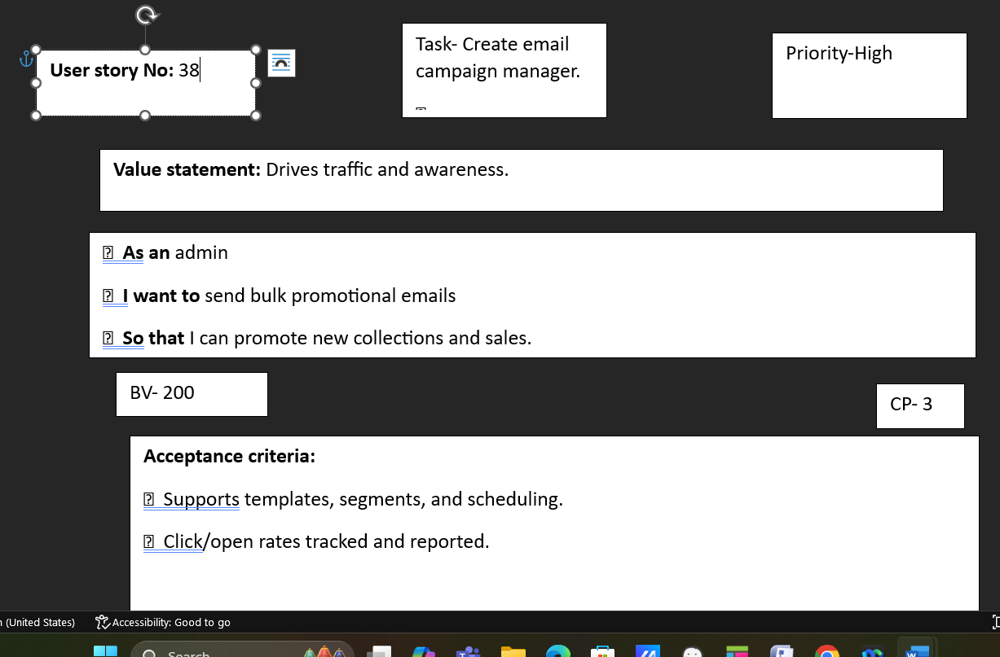 User story No: 38
Task- Create email
campaign manager.
Priority-High
Value statement: Drives traffic and awareness.
As an admin
I want to send bulk promotional emails
So that I can promote new collections and sales.
BV- 200
CP- 3
Acceptance criteria:
Supports templates, segments, and scheduling.
Click/open rates tracked and reported.
(United States)
Accessibility: Good to go
Search